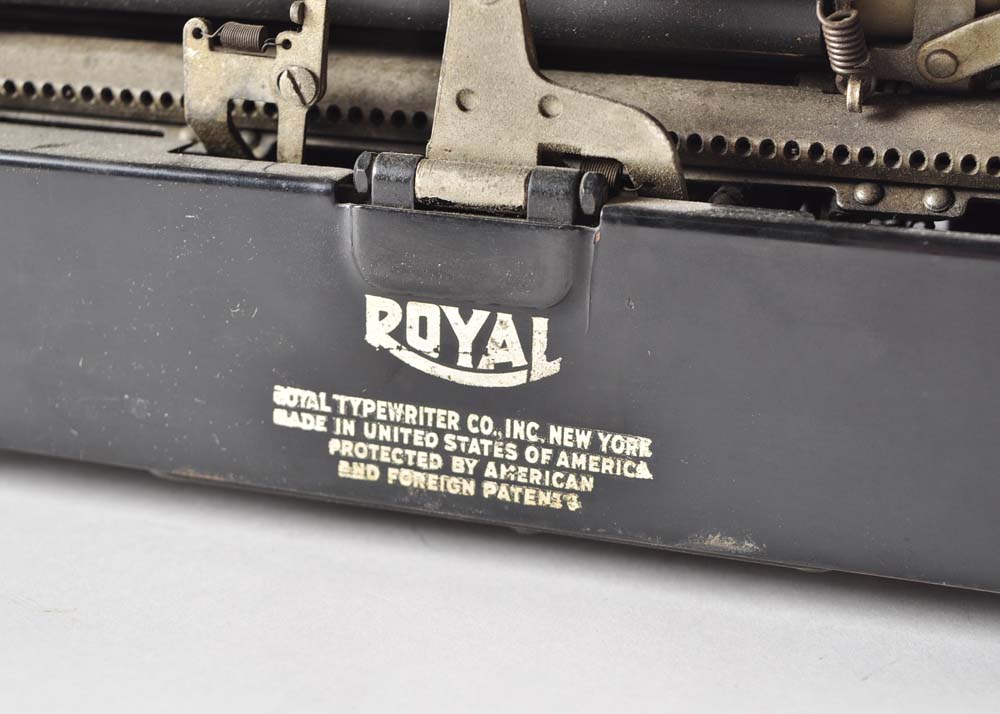 ROYAL
ROYAL TYPEWRITER CO., INC. NEW YORK
MADE IN UNITED STATES OF AMERICA
PROTECTED BY AMERICAN
AND FOREIGN PATENTS